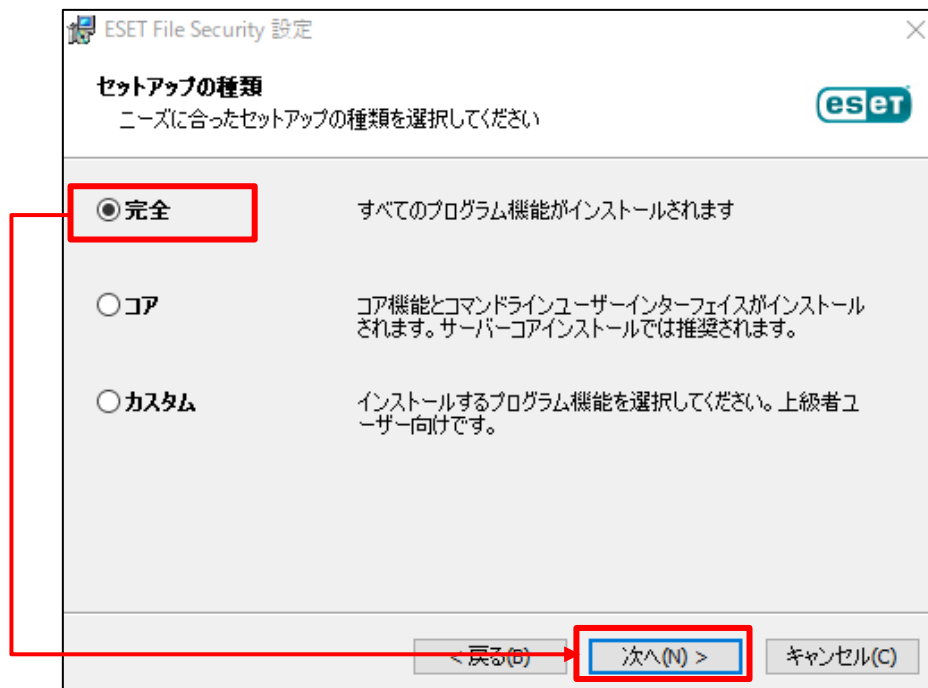 ESET File Security 設定
セットアップの種類
ニーズに合ったセットアップの種類を選択してください
eset
完全
すべてのプログラム機能がインストールされます
コア
コア機能とコマンドラインユーザーインターフェイスがインストール
されます。サーバーコアインストールでは推奨されます。
カスタム
インストールするプログラム機能を選択してください。上級者ユ
ーザー向けです。
< 戻る(B)
次へ(N) >
キャンセル(C)